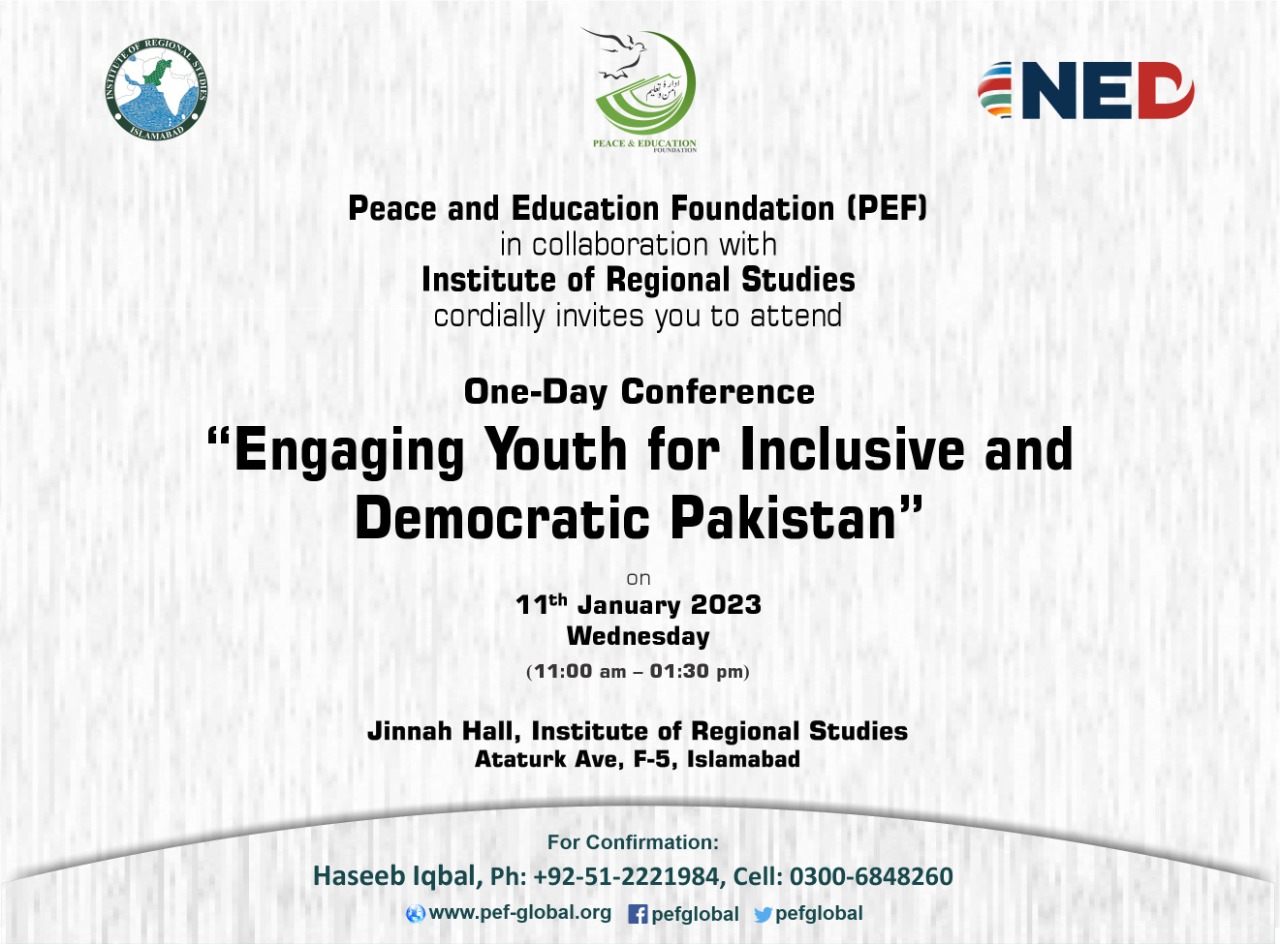 INSTITUTE OF REGIONAL STUDIES
ISLAMABAD
ادارۂ تعلیم
امن و
PEACE & EDUCATION
FOUNDATION
NED
Peace and Education Foundation (PEF)
in collaboration with
Institute of Regional Studies
cordially invites you to attend
One-Day Conference
“Engaging Youth for Inclusive and
Democratic Pakistan”
on
11th January 2023
Wednesday
(11:00 am – 01:30 pm)
Jinnah Hall, Institute of Regional Studies
Ataturk Ave, F-5, Islamabad
For Confirmation:
Haseeb Iqbal, Ph: +92-51-2221984, Cell: 0300-6848260
www.pef-global.org pefglobal pefglobal